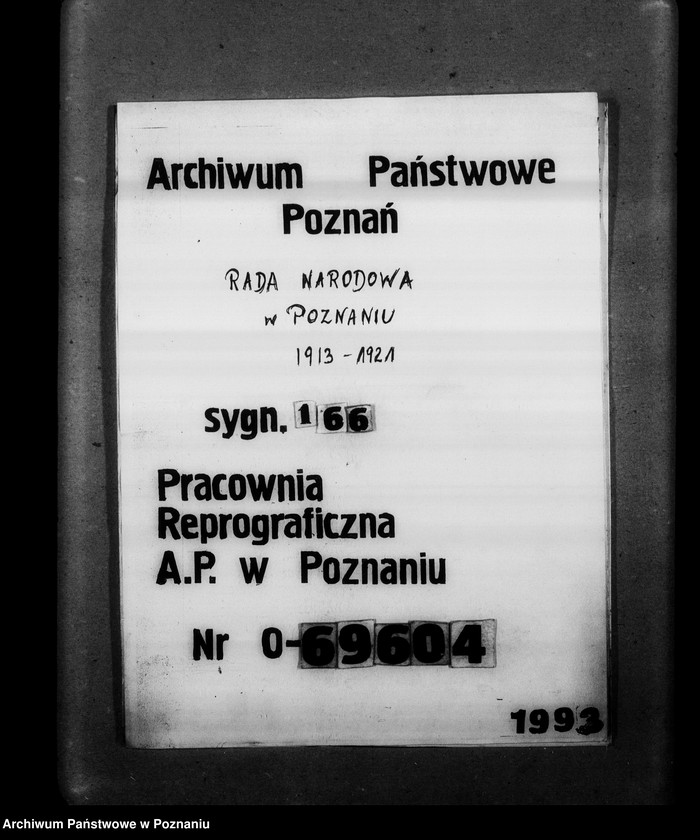 Archiwum Państwowe
Poznań
RADA NARODOWA
w POZNANIU
1913-1921
sygn. 166
Pracownia
Reprograficzna
A.P. w Poznaniu
Nr O-69604
1993
Archiwum Państwowe w Poznaniu